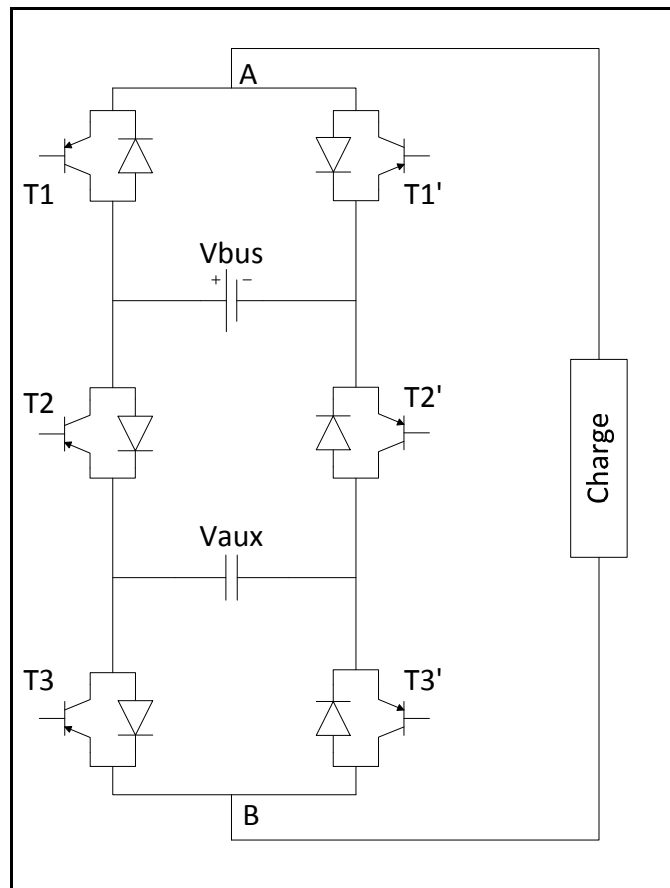 A
T1
T1'
Vbus
+ −
T2
T2'
Charge
Vaux
T3
T3'
B